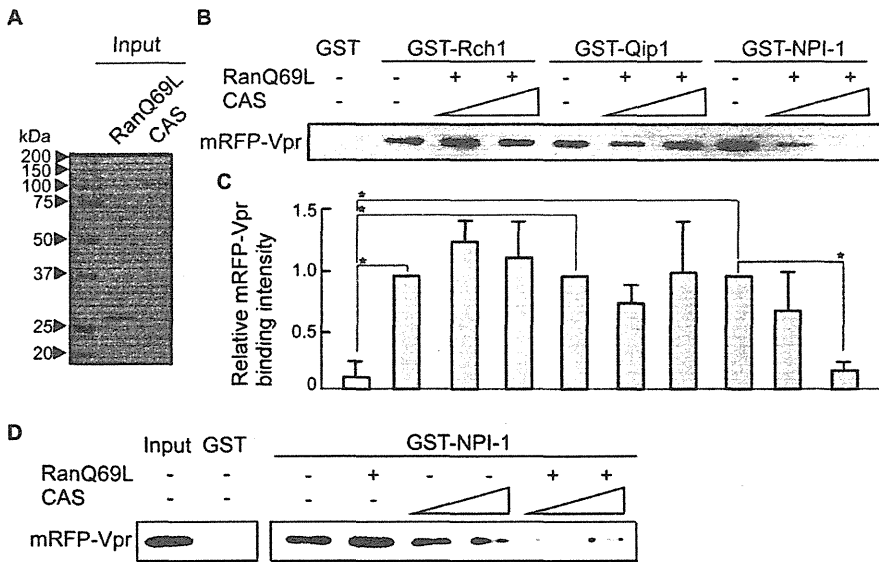 A
Input
RanQ69L
CAS
kDa
200
150
100
75
50
37
25
20
B
GST GST-Rch1 GST-Qip1 GST-NPI-1
RanQ69L - - + + - + + - + +
CAS - - - -
mRFP-Vpr
C
Relative mRFP-Vpr
binding intensity
1.5
1.0
0.5
0
* * * *
D
Input GST GST-NPI-1
RanQ69L - - - + - - + +
CAS - - - -
mRFP-Vpr